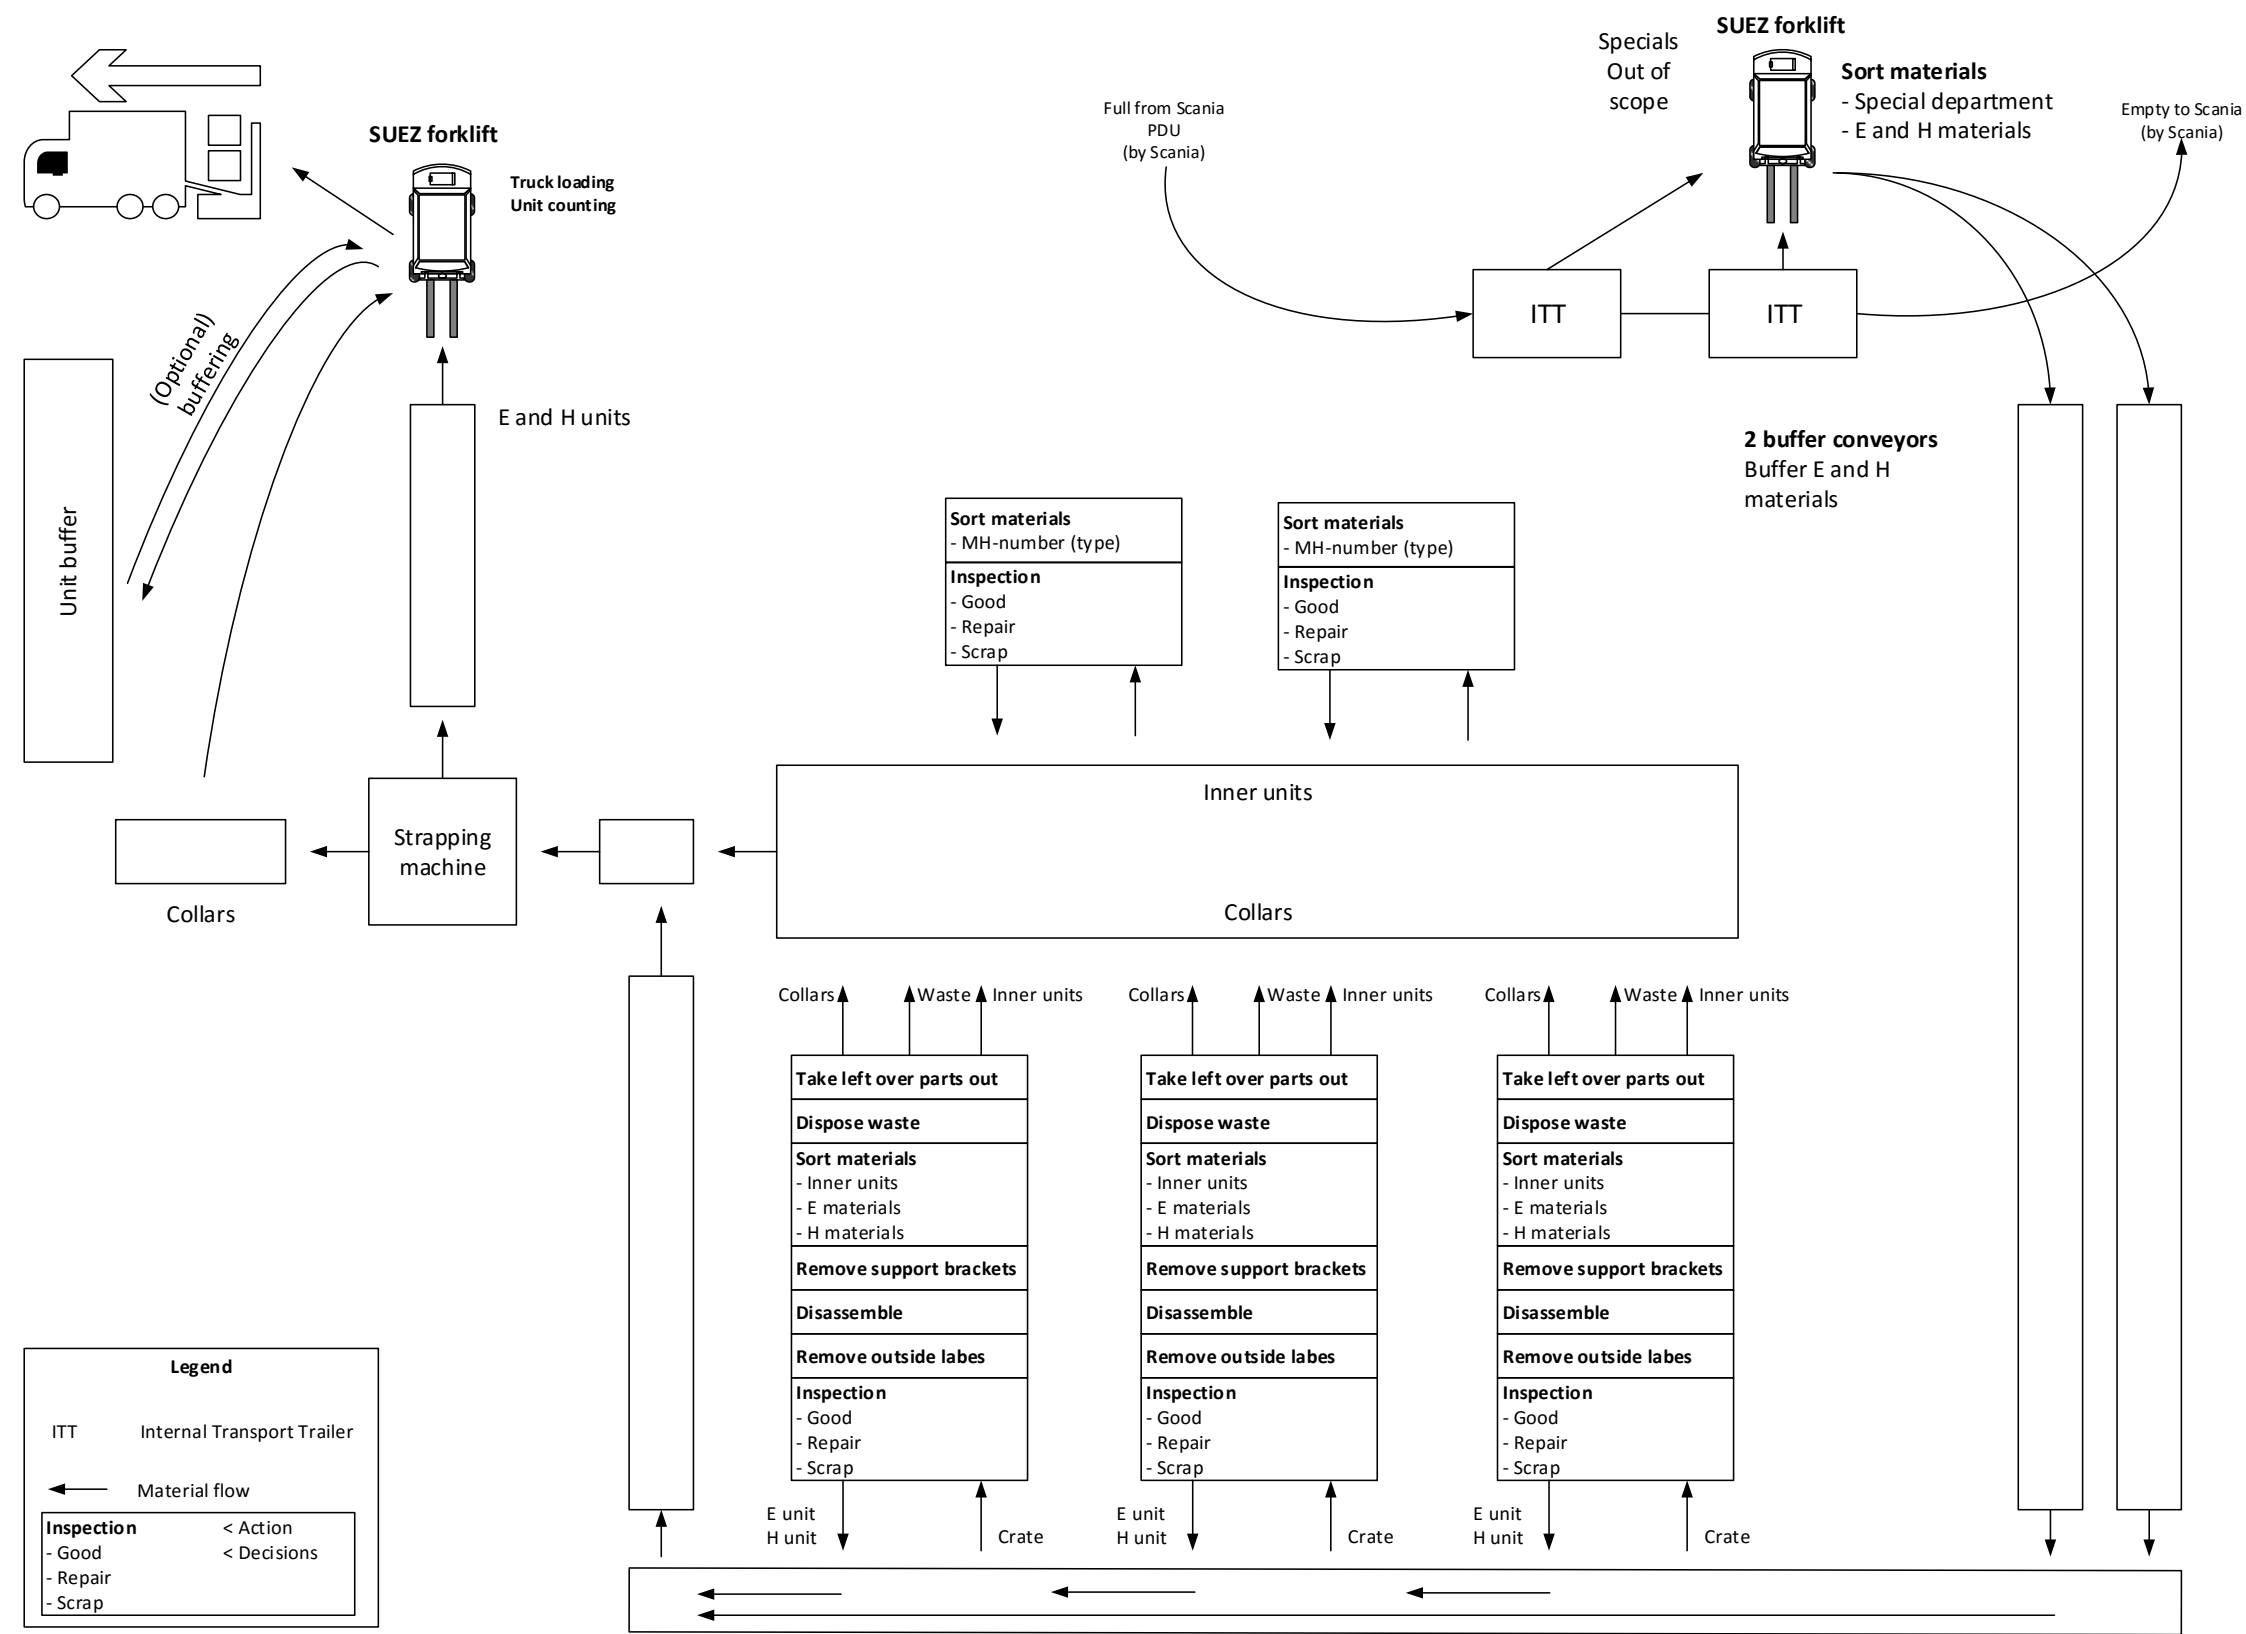 SUEZ forklift
Specials
Out of
scope
Sort materials
- Special department
- E and H materials
Full from Scania
PDU
(by Scania)
Empty to Scania
(by Scania)
SUEZ forklift
Truck loading
Unit counting
ITT
ITT
(Optional)
buffering
E and H units
2 buffer conveyors
Buffer E and H
materials
Unit buffer
Sort materials
- MH-number (type)
Inspection
- Good
- Repair
- Scrap
Sort materials
- MH-number (type)
Inspection
- Good
- Repair
- Scrap
Inner units
Collars
Strapping
machine
Collars
Collars
Waste
Inner units
Collars
Waste
Inner units
Collars
Waste
Inner units
Take left over parts out
Dispose waste
Sort materials
- Inner units
- E materials
- H materials
Remove support brackets
Disassemble
Remove outside labes
Inspection
- Good
- Repair
- Scrap
E unit
H unit
Crate
Take left over parts out
Dispose waste
Sort materials
- Inner units
- E materials
- H materials
Remove support brackets
Disassemble
Remove outside labes
Inspection
- Good
- Repair
- Scrap
E unit
H unit
Crate
Take left over parts out
Dispose waste
Sort materials
- Inner units
- E materials
- H materials
Remove support brackets
Disassemble
Remove outside labes
Inspection
- Good
- Repair
- Scrap
E unit
H unit
Crate
Legend
ITT Internal Transport Trailer
Material flow
Inspection < Action
- Good < Decisions
- Repair
- Scrap